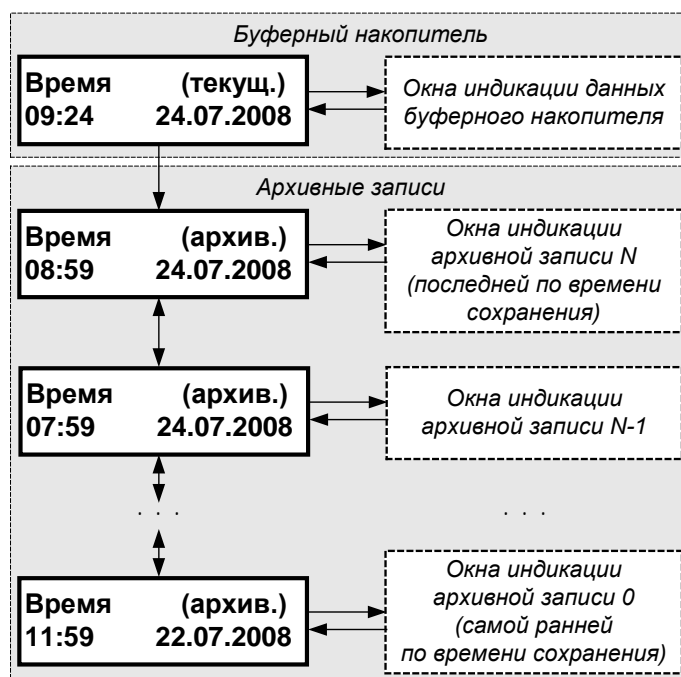 Буферный накопитель
Время (текущ.)
09:24 24.07.2008
Окна индикации данных
буферного накопителя
Архивные записи
Время (архив.)
08:59 24.07.2008
Окна индикации
архивной записи N
(последней по времени
сохранения)
Время (архив.)
07:59 24.07.2008
Окна индикации
архивной записи N-1
. . .
. . .
Время (архив.)
11:59 22.07.2008
Окна индикации
архивной записи 0
(самой ранней
по времени сохранения)